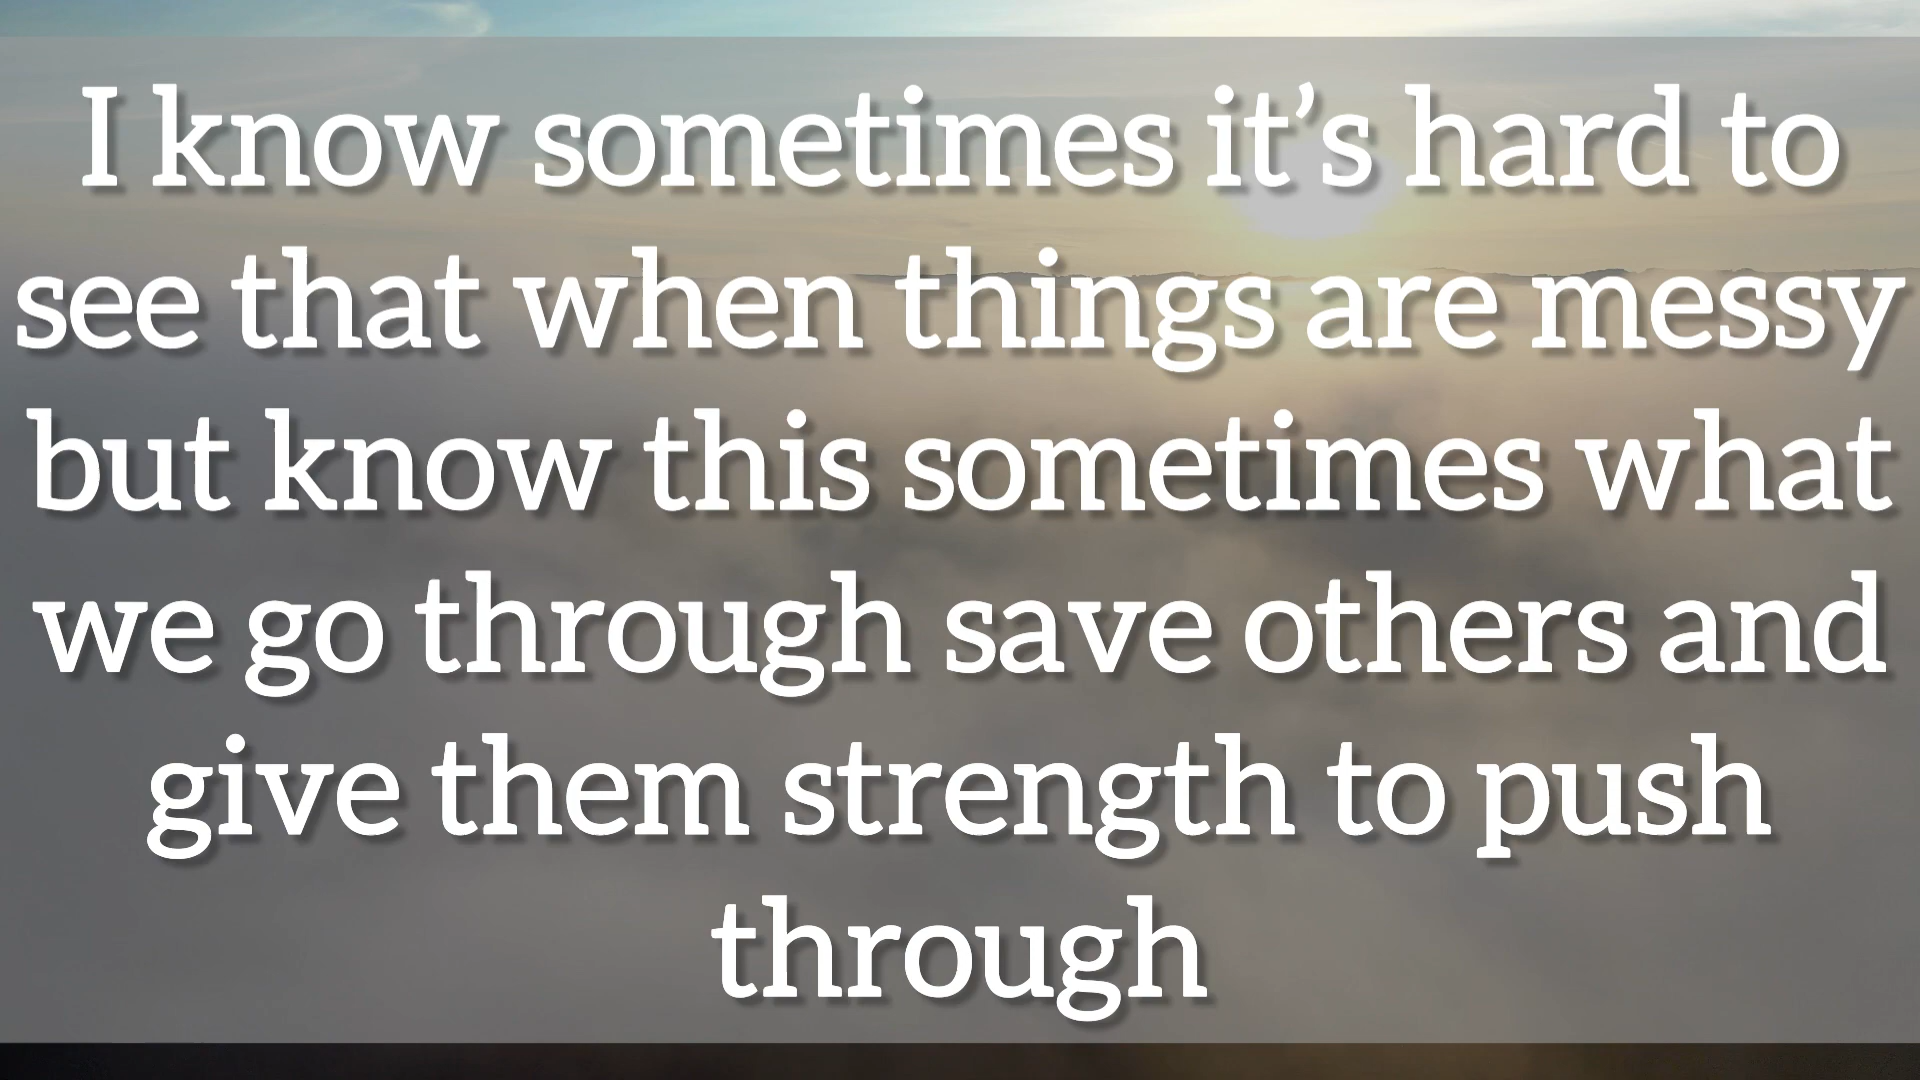 I know sometimes it’s hard to
see that when things are messy
but know this sometimes what
we go through save others and
give them strength to push
through